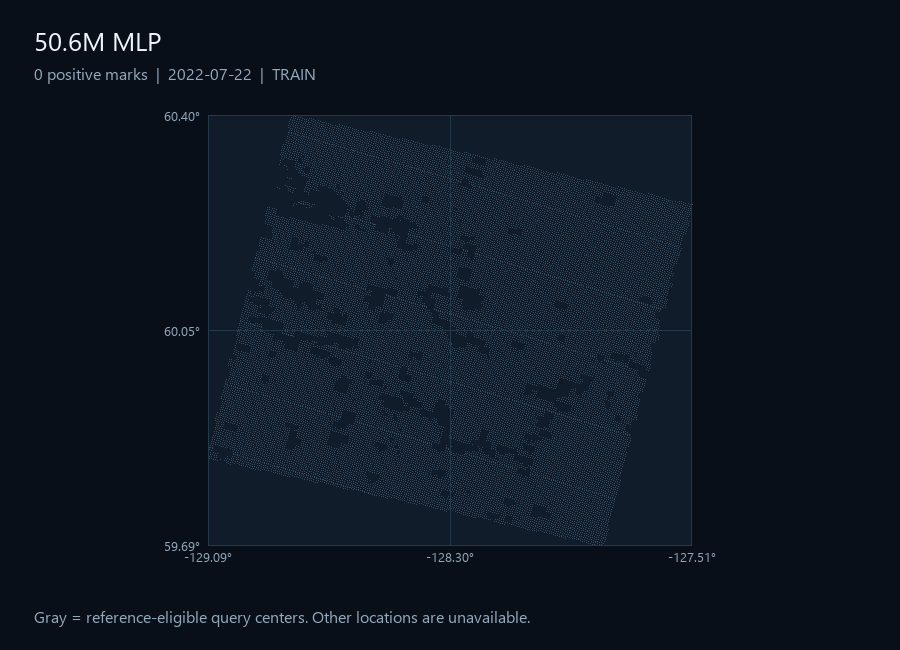 50.6M MLP
0 positive marks | 2022-07-22 | TRAIN
60.40°
60.05°
59.69°
-129.09° -128.30° -127.51°
Gray = reference-eligible query centers. Other locations are unavailable.